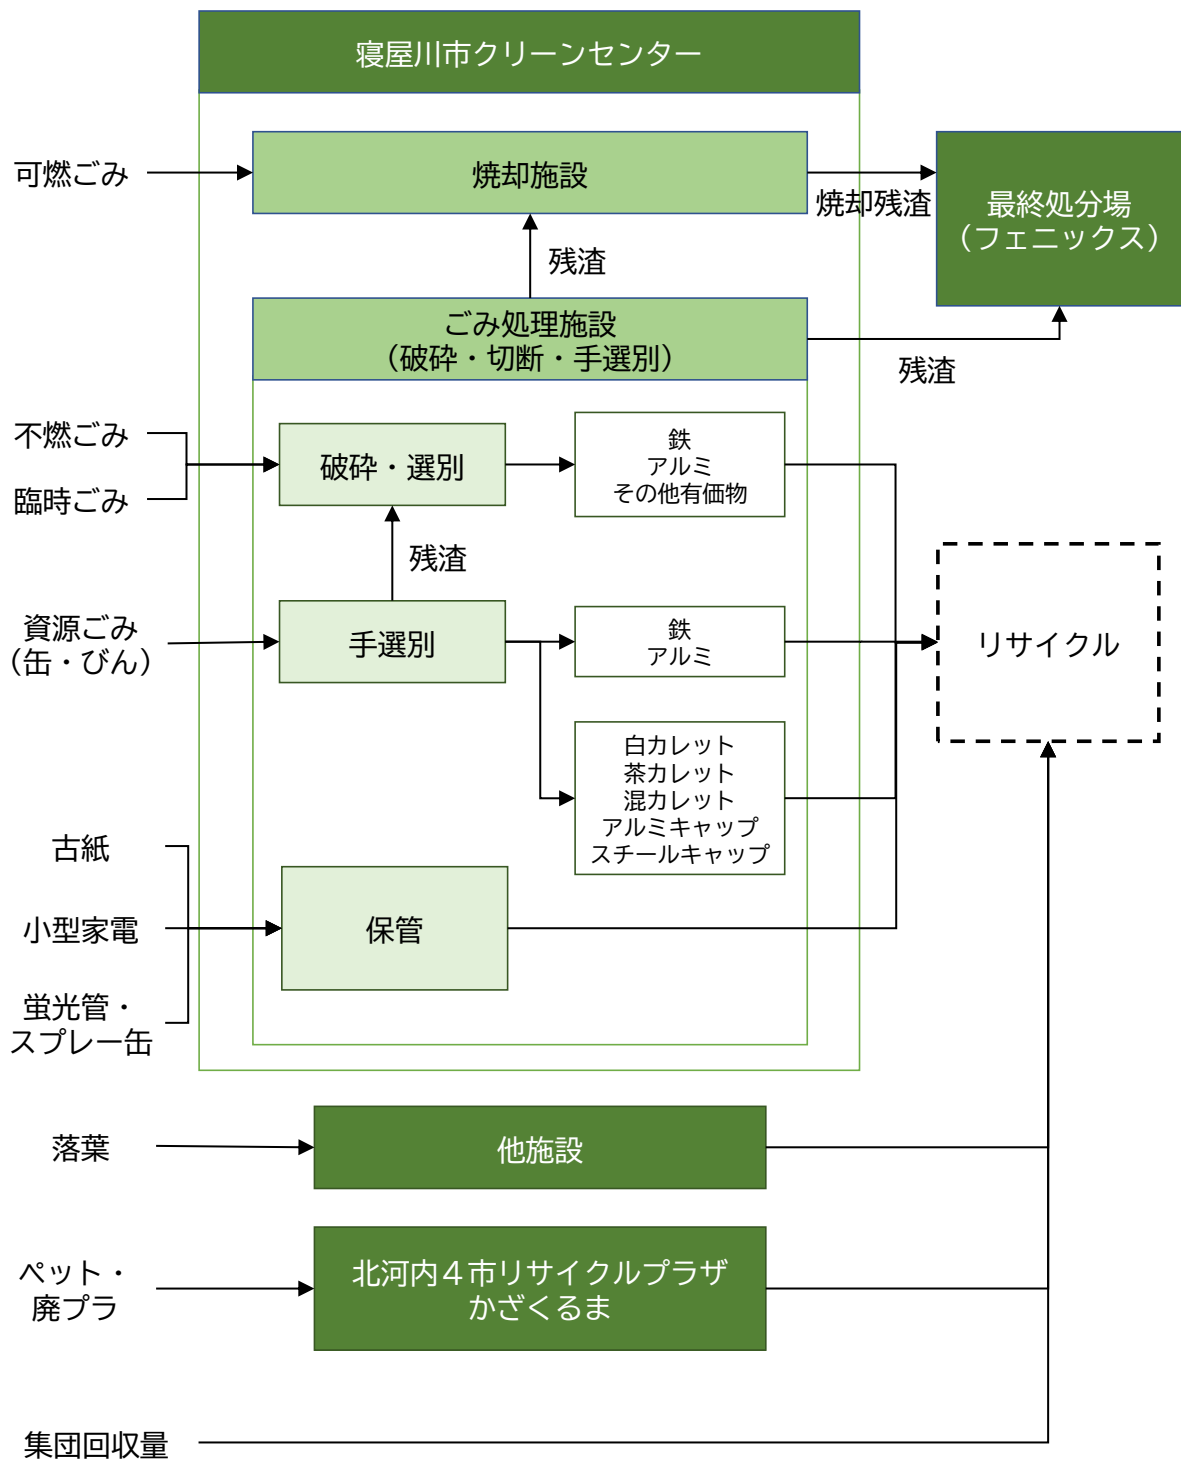 寝屋川市クリーンセンター
可燃ごみ
焼却施設
焼却残渣
最終処分場
（フェニックス）
残渣
ごみ処理施設
（破砕・切断・手選別）
残渣
不燃ごみ
臨時ごみ
破砕・選別
鉄
アルミ
その他有価物
残渣
資源ごみ
（缶・びん）
手選別
鉄
アルミ
リサイクル
白カレット
茶カレット
混カレット
アルミキャップ
スチールキャップ
古紙
小型家電
蛍光管・
スプレー缶
保管
落葉
他施設
ペット・
廃プラ
北河内４市リサイクルプラザ
かざぐるま
集団回収量